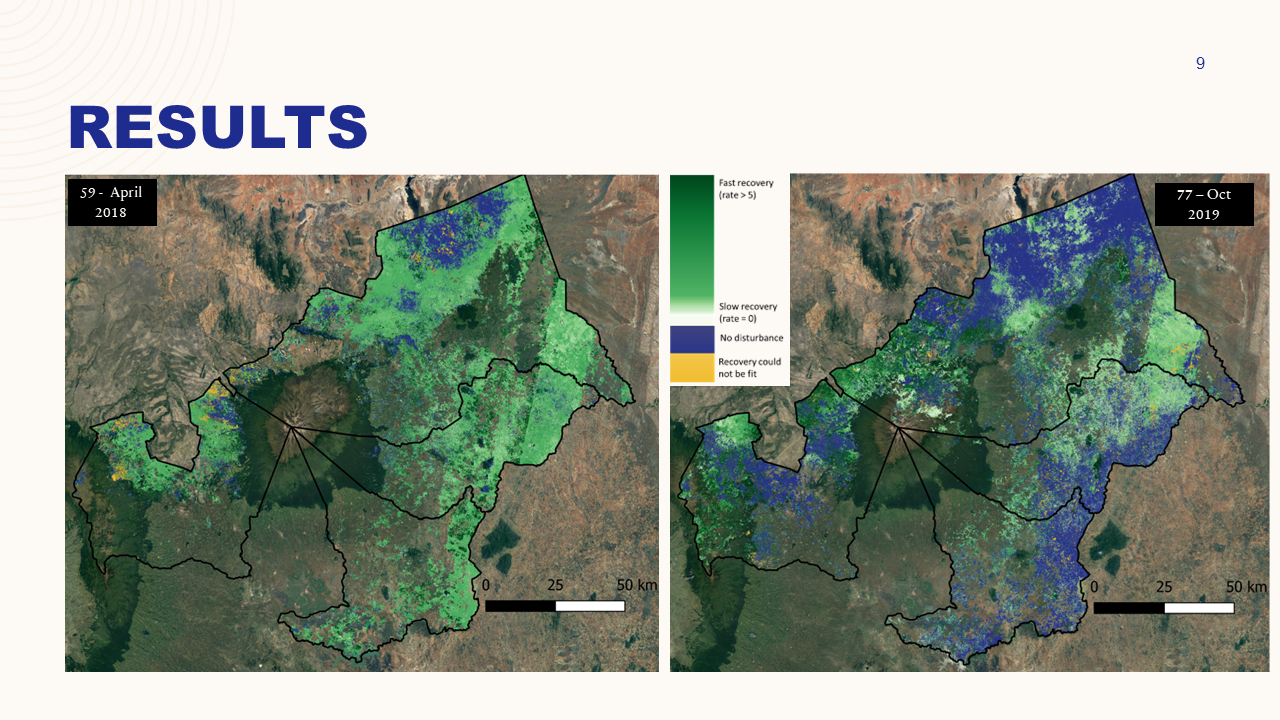 9
RESULTS
59 - April
2018
Fast recovery
(rate > 5)
Slow recovery
(rate = 0)
No disturbance
Recovery could
not be fit
77 – Oct
2019
0 25 50 km
0 25 50 km